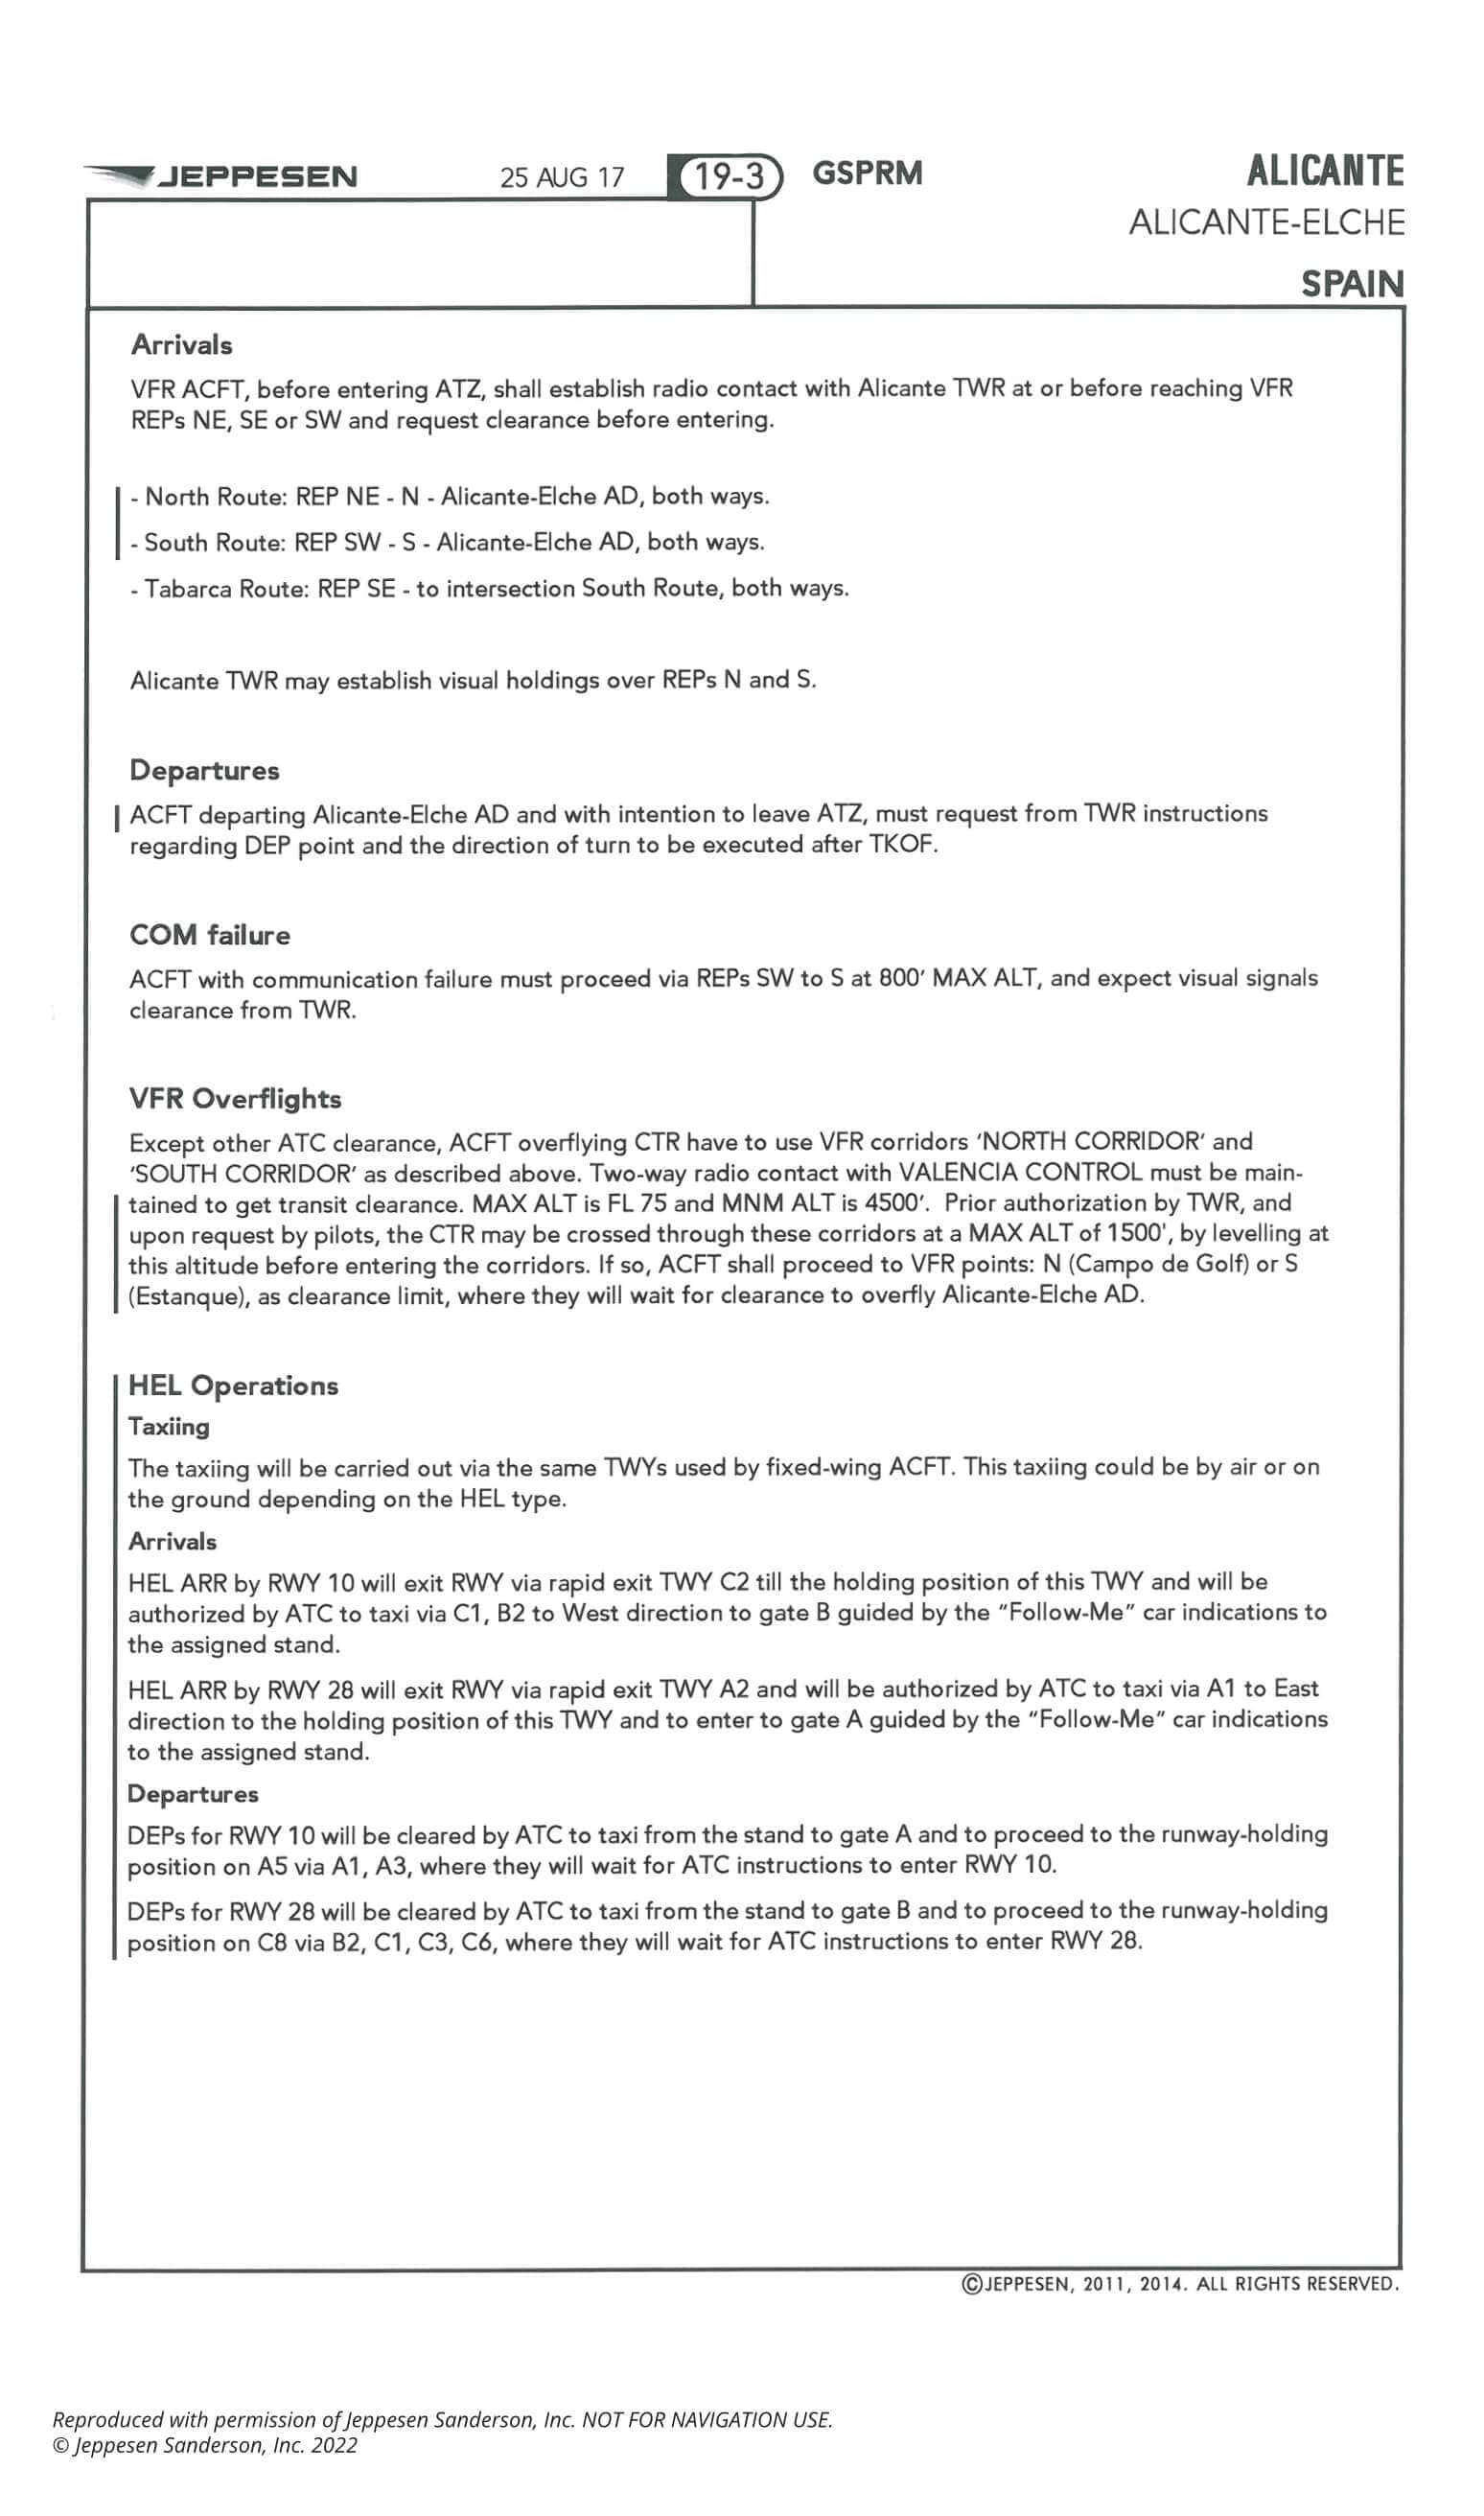 JEPPESEN 25 AUG 17 19-3 GSPRM ALICANTE
ALICANTE-ELCHE
SPAIN
Arrivals
VFR ACFT, before entering ATZ, shall establish radio contact with Alicante TWR at or before reaching VFR
REPs NE, SE or SW and request clearance before entering.
- North Route: REP NE - N - Alicante-Elche AD, both ways.
- South Route: REP SW - S - Alicante-Elche AD, both ways.
- Tabarca Route: REP SE - to intersection South Route, both ways.
Alicante TWR may establish visual holdings over REPs N and S.
Departures
ACFT departing Alicante-Elche AD and with intention to leave ATZ, must request from TWR instructions
regarding DEP point and the direction of turn to be executed after TKOF.
COM failure
ACFT with communication failure must proceed via REPs SW to S at 800' MAX ALT, and expect visual signals
clearance from TWR.
VFR Overflights
Except other ATC clearance, ACFT overflying CTR have to use VFR corridors 'NORTH CORRIDOR' and
'SOUTH CORRIDOR' as described above. Two-way radio contact with VALENCIA CONTROL must be main-
tained to get transit clearance. MAX ALT is FL 75 and MNM ALT is 4500'. Prior authorization by TWR, and
upon request by pilots, the CTR may be crossed through these corridors at a MAX ALT of 1500', by levelling at
this altitude before entering the corridors. If so, ACFT shall proceed to VFR points: N (Campo de Golf) or S
(Estanque), as clearance limit, where they will wait for clearance to overfly Alicante-Elche AD.
HEL Operations
Taxiing
The taxiing will be carried out via the same TWYs used by fixed-wing ACFT. This taxiing could be by air or on
the ground depending on the HEL type.
Arrivals
HEL ARR by RWY 10 will exit RWY via rapid exit TWY C2 till the holding position of this TWY and will be
authorized by ATC to taxi via C1, B2 to West direction to gate B guided by the “Follow-Me” car indications to
the assigned stand.
HEL ARR by RWY 28 will exit RWY via rapid exit TWY A2 and will be authorized by ATC to taxi via A1 to East
direction to the holding position of this TWY and to enter to gate A guided by the “Follow-Me” car indications
to the assigned stand.
Departures
DEPs for RWY 10 will be cleared by ATC to taxi from the stand to gate A and to proceed to the runway-holding
position on A5 via A1, A3, where they will wait for ATC instructions to enter RWY 10.
DEPs for RWY 28 will be cleared by ATC to taxi from the stand to gate B and to proceed to the runway-holding
position on C8 via B2, C1, C3, C6, where they will wait for ATC instructions to enter RWY 28.
©JEPPESEN, 2011, 2014. ALL RIGHTS RESERVED.
Reproduced with permission of Jeppesen Sanderson, Inc. NOT FOR NAVIGATION USE.
© Jeppesen Sanderson, Inc. 2022